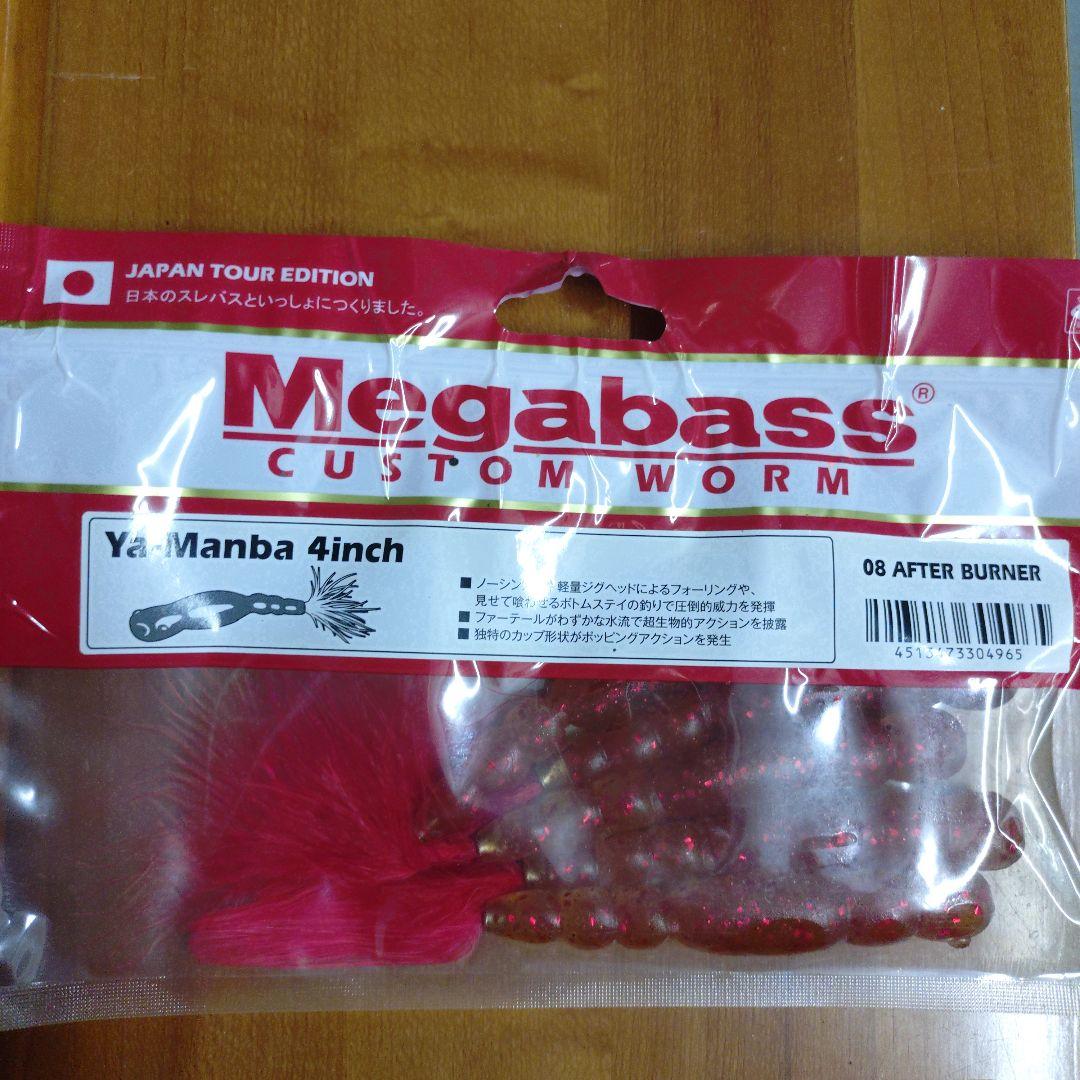 JAPAN TOUR EDITION
日本のスレバスといっしょにつくりました。
Megabass®
CUSTOM WORM
Ya-Manba 4inch
08 AFTER BURNER
■ ノーシン 軽量ジグヘッドによるフォーリングや、
見せて喰わせるボトムステイの釣りで圧倒的威力を発揮
■ ファーテールがわずかな水流で超生物的アクションを披露
■ 独特のカップ形状がポッピングアクションを発生
4513473304965